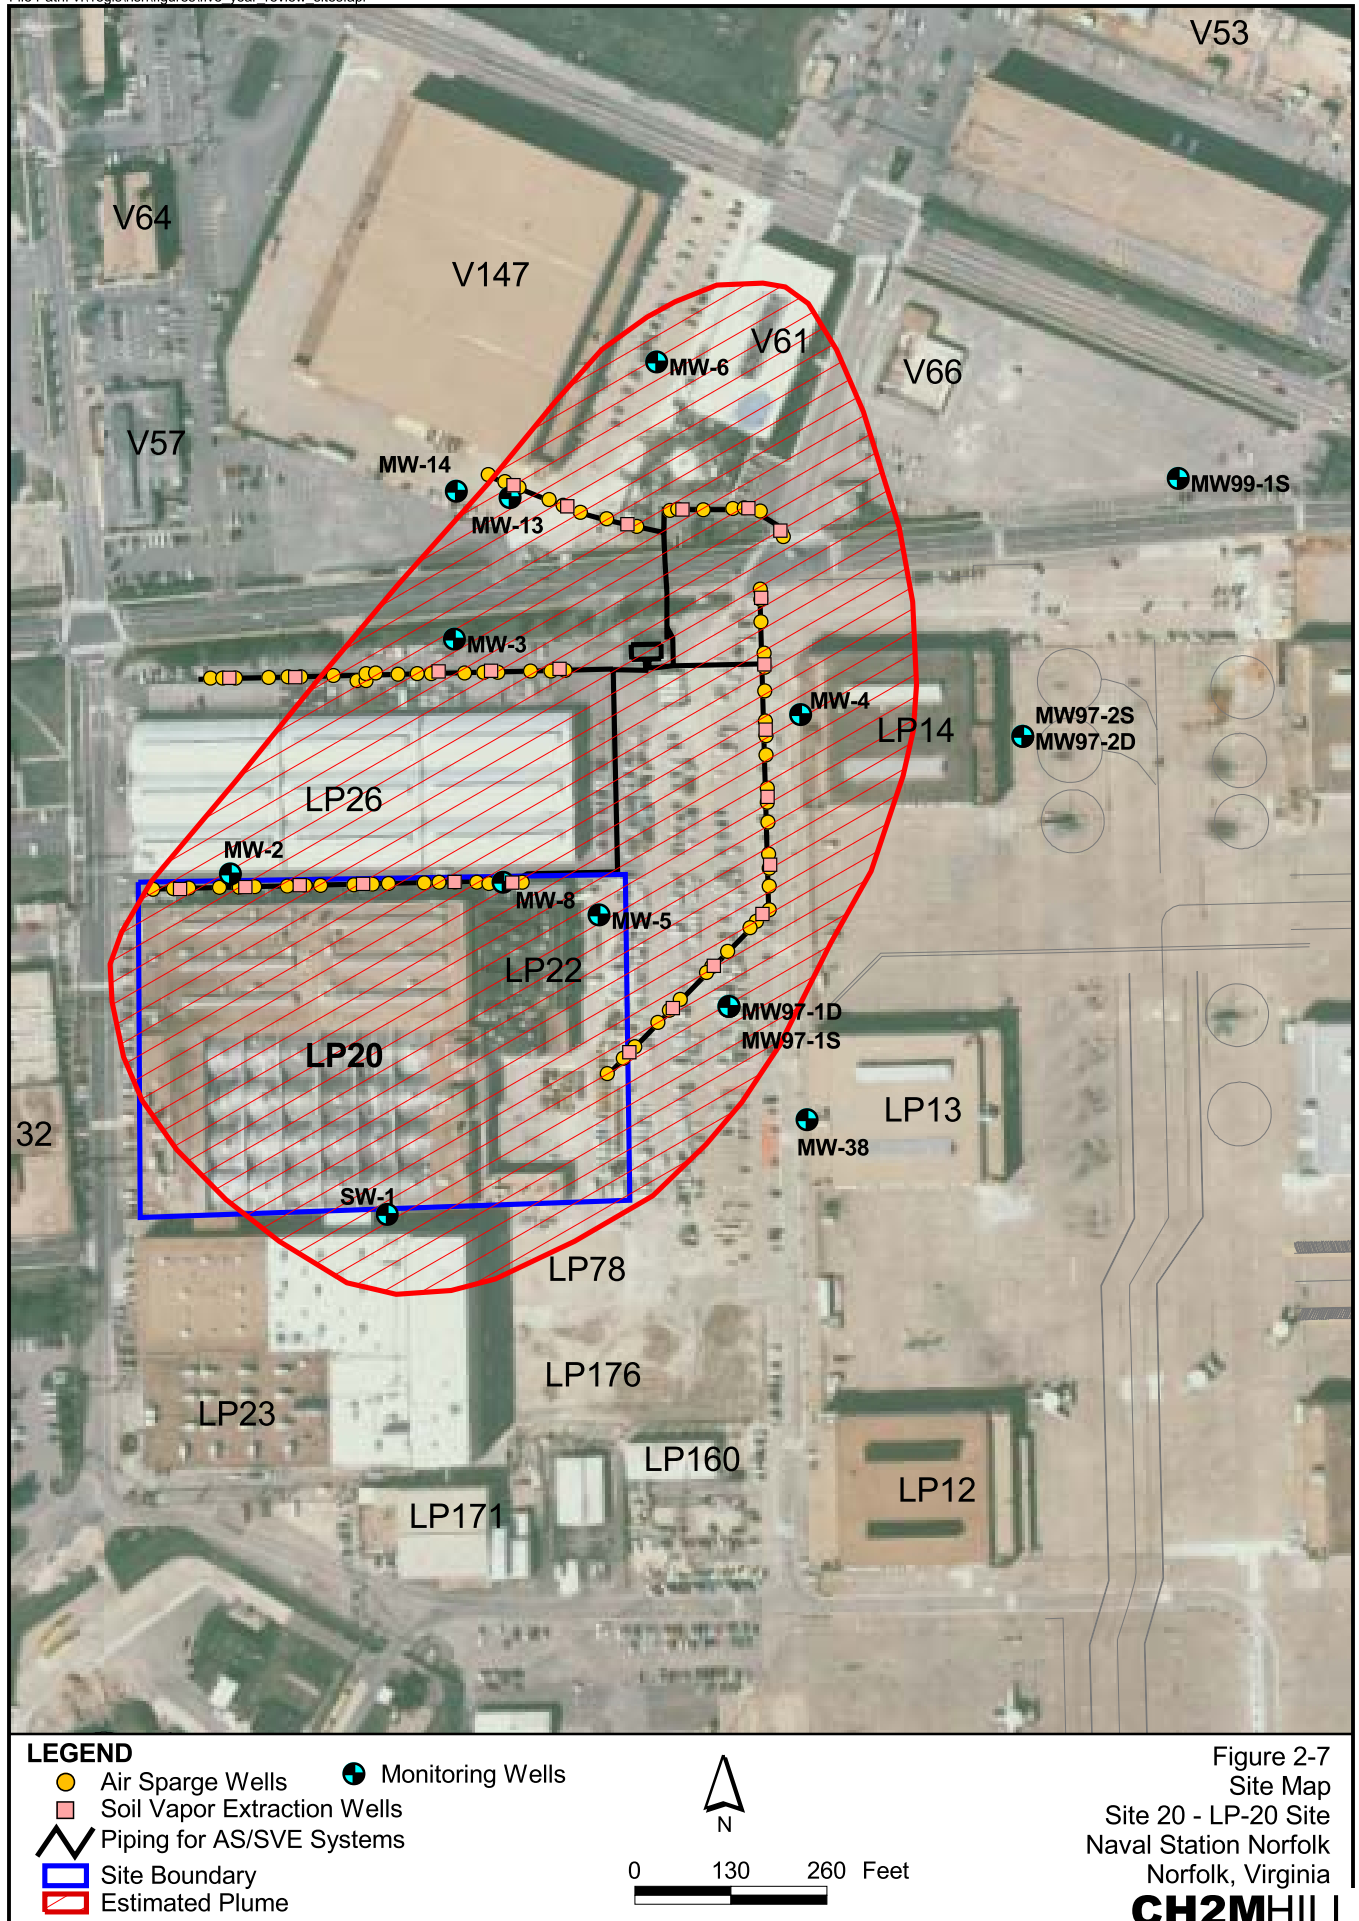 V53
V64
V147
V61
V66
MW-6
V57
MW-14
MW-13
MW99-1S
MW-3
MW-4
LP14
MW97-2S
MW97-2D
LP26
MW-2
MW-8
MW-5
LP22
MW97-1D
MW97-1S
LP20
LP13
32
MW-38
SW-1
LP78
LP176
LP23
LP160
LP12
LP171
LEGEND
Air Sparge Wells
Monitoring Wells
Soil Vapor Extraction Wells
Piping for AS/SVE Systems
Site Boundary
Estimated Plume
N
0 130 260 Feet
Figure 2-7
Site Map
Site 20 - LP-20 Site
Naval Station Norfolk
Norfolk, Virginia
CH2MHILL